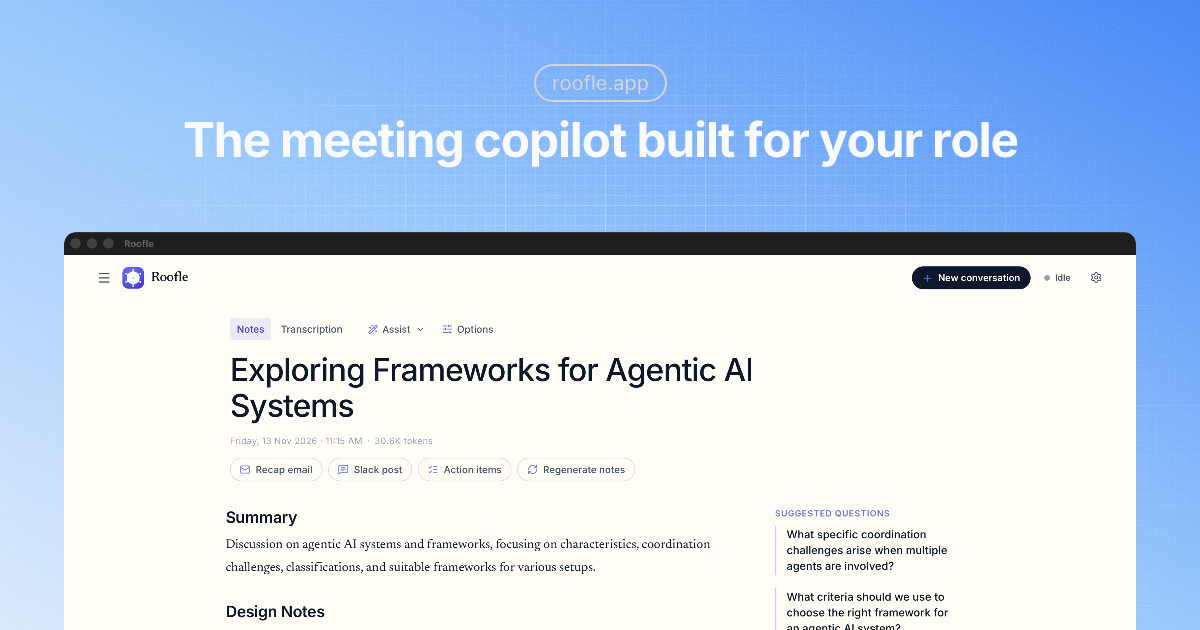 roofle.app
The meeting copilot built for your role
Roofle
Roofle
New conversation
Idle
Notes
Transcription
Assist
Options
Exploring Frameworks for Agentic AI
Systems
Friday, 13 Nov 2026 · 11:15 AM · 30.6K tokens
Recap email
Slack post
Action items
Regenerate notes
Summary
Discussion on agentic AI systems and frameworks, focusing on characteristics, coordination
challenges, classifications, and suitable frameworks for various setups.
Design Notes
SUGGESTED QUESTIONS
What specific coordination
challenges arise when multiple
agents are involved?
What criteria should we use to
choose the right framework for
an agentic AI system?